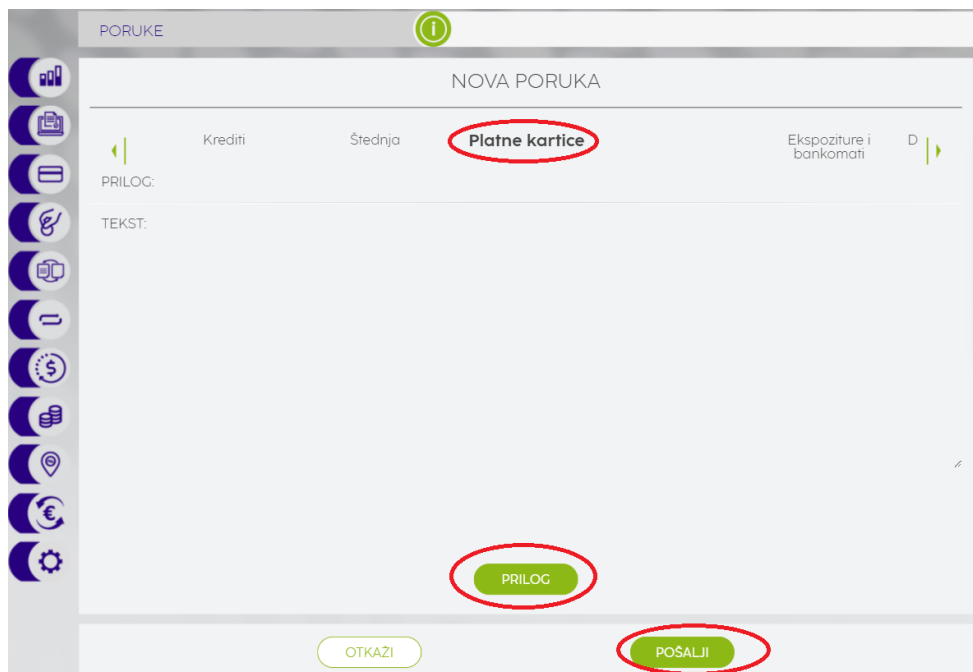 PORUKE
NOVA PORUKA
Krediti Štednja Platne kartice Ekspoziture i bankomati D
PRILOG:
TEKST:
PRILOG
OTKAŽI POŠALJI